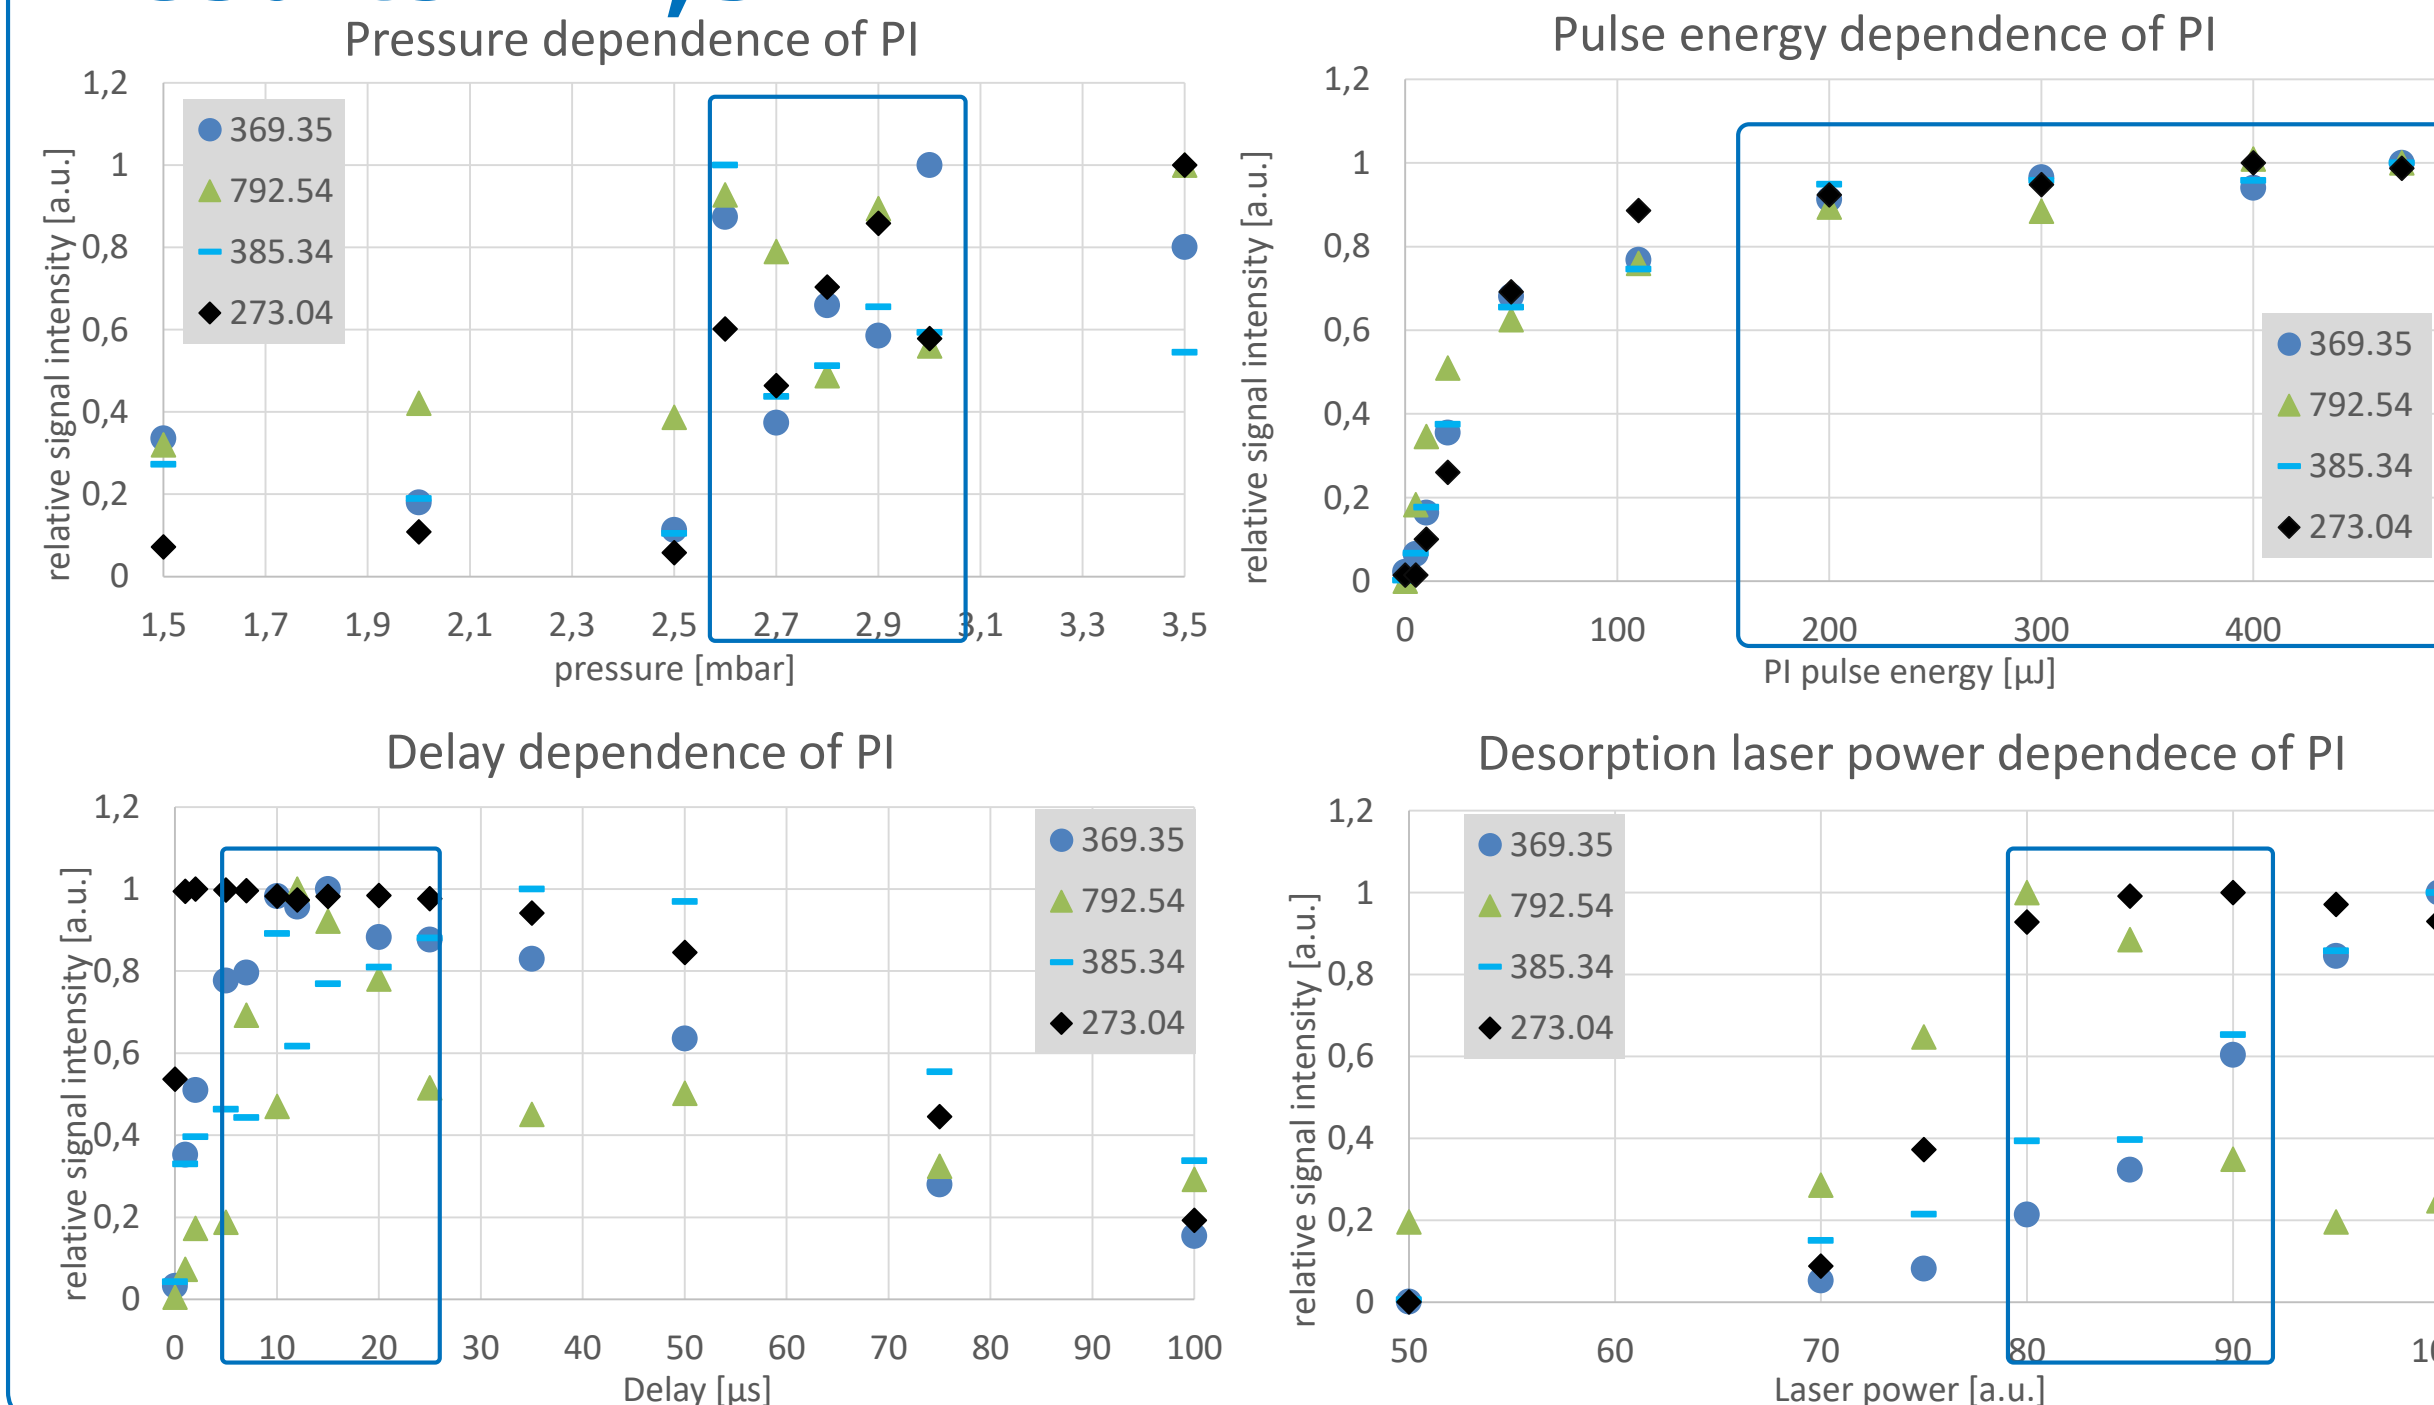 Pressure dependence of PI
1,2
1
0,8
0,6
0,4
0,2
0
relative signal intensity [a.u.]
369.35
792.54
385.34
273.04
1,5 1,7 1,9 2,1 2,3 2,5 2,7 2,9 3,1 3,3 3,5
pressure [mbar]
Pulse energy dependence of PI
1,2
1
0,8
0,6
0,4
0,2
0
relative signal intensity [a.u.]
369.35
792.54
385.34
273.04
0 100 200 300 400
PI pulse energy [µJ]
Delay dependence of PI
1,2
1
0,8
0,6
0,4
0,2
0
relative signal intensity [a.u.]
369.35
792.54
385.34
273.04
0 10 20 30 40 50 60 70 80 90 100
Delay [µs]
Desorption laser power dependece of PI
1,2
1
0,8
0,6
0,4
0,2
0
relative signal intensity [a.u.]
369.35
792.54
385.34
273.04
50 60 70 80 90
Laser power [a.u.]